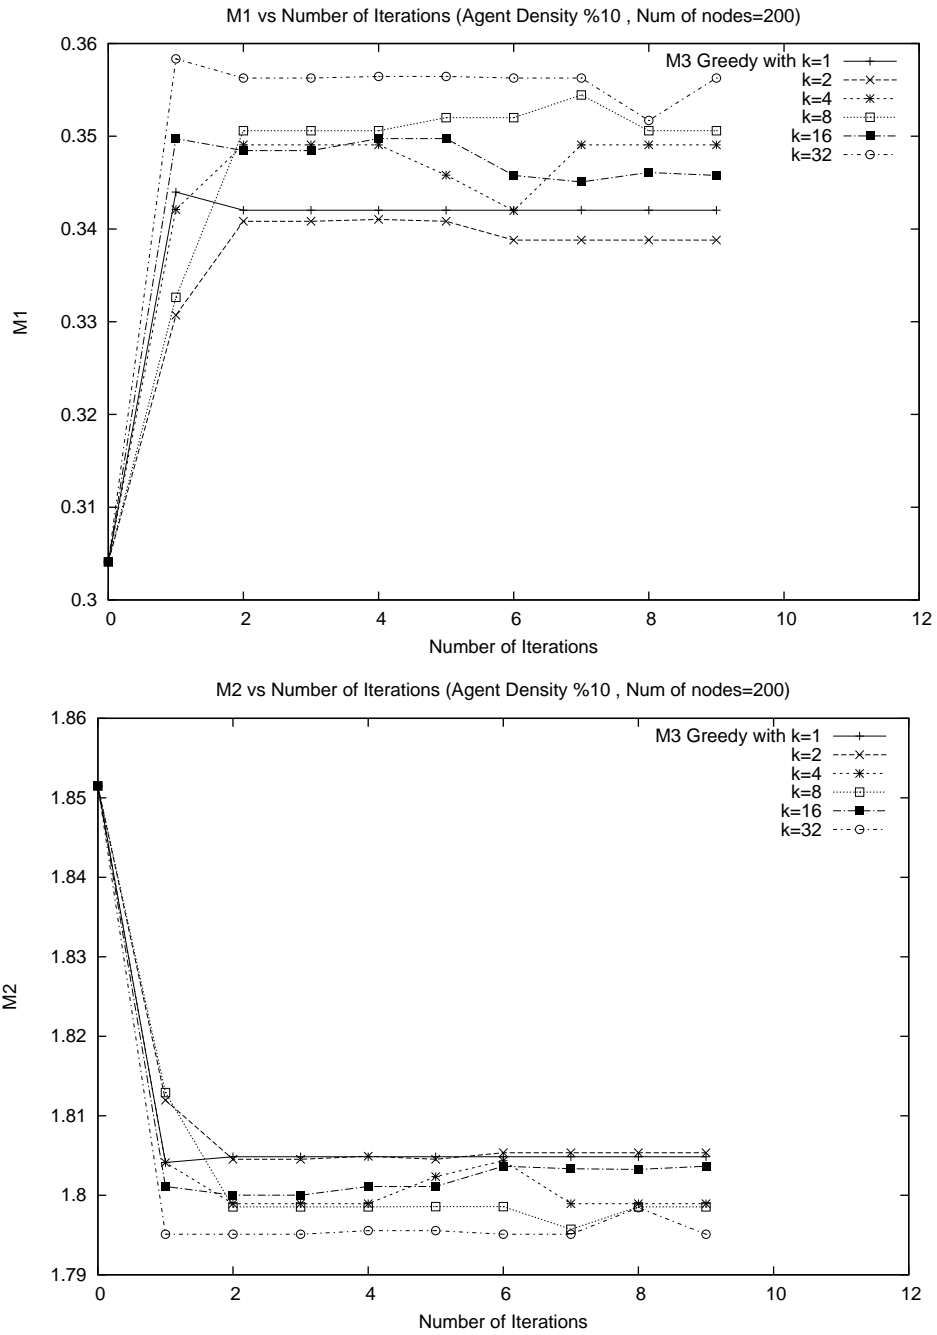 M1 vs Number of Iterations (Agent Density %10 , Num of nodes=200)
0.36
0.35
0.34
0.33
0.32
0.31
0.3
M1
M3 Greedy with k=1
k=2
k=4
k=8
k=16
k=32
0 2 4 6 8 10 12
Number of Iterations
M2 vs Number of Iterations (Agent Density %10 , Num of nodes=200)
1.86
1.85
1.84
1.83
1.82
1.81
1.8
1.79
M2
M3 Greedy with k=1
k=2
k=4
k=8
k=16
k=32
0 2 4 6 8 10 12
Number of Iterations